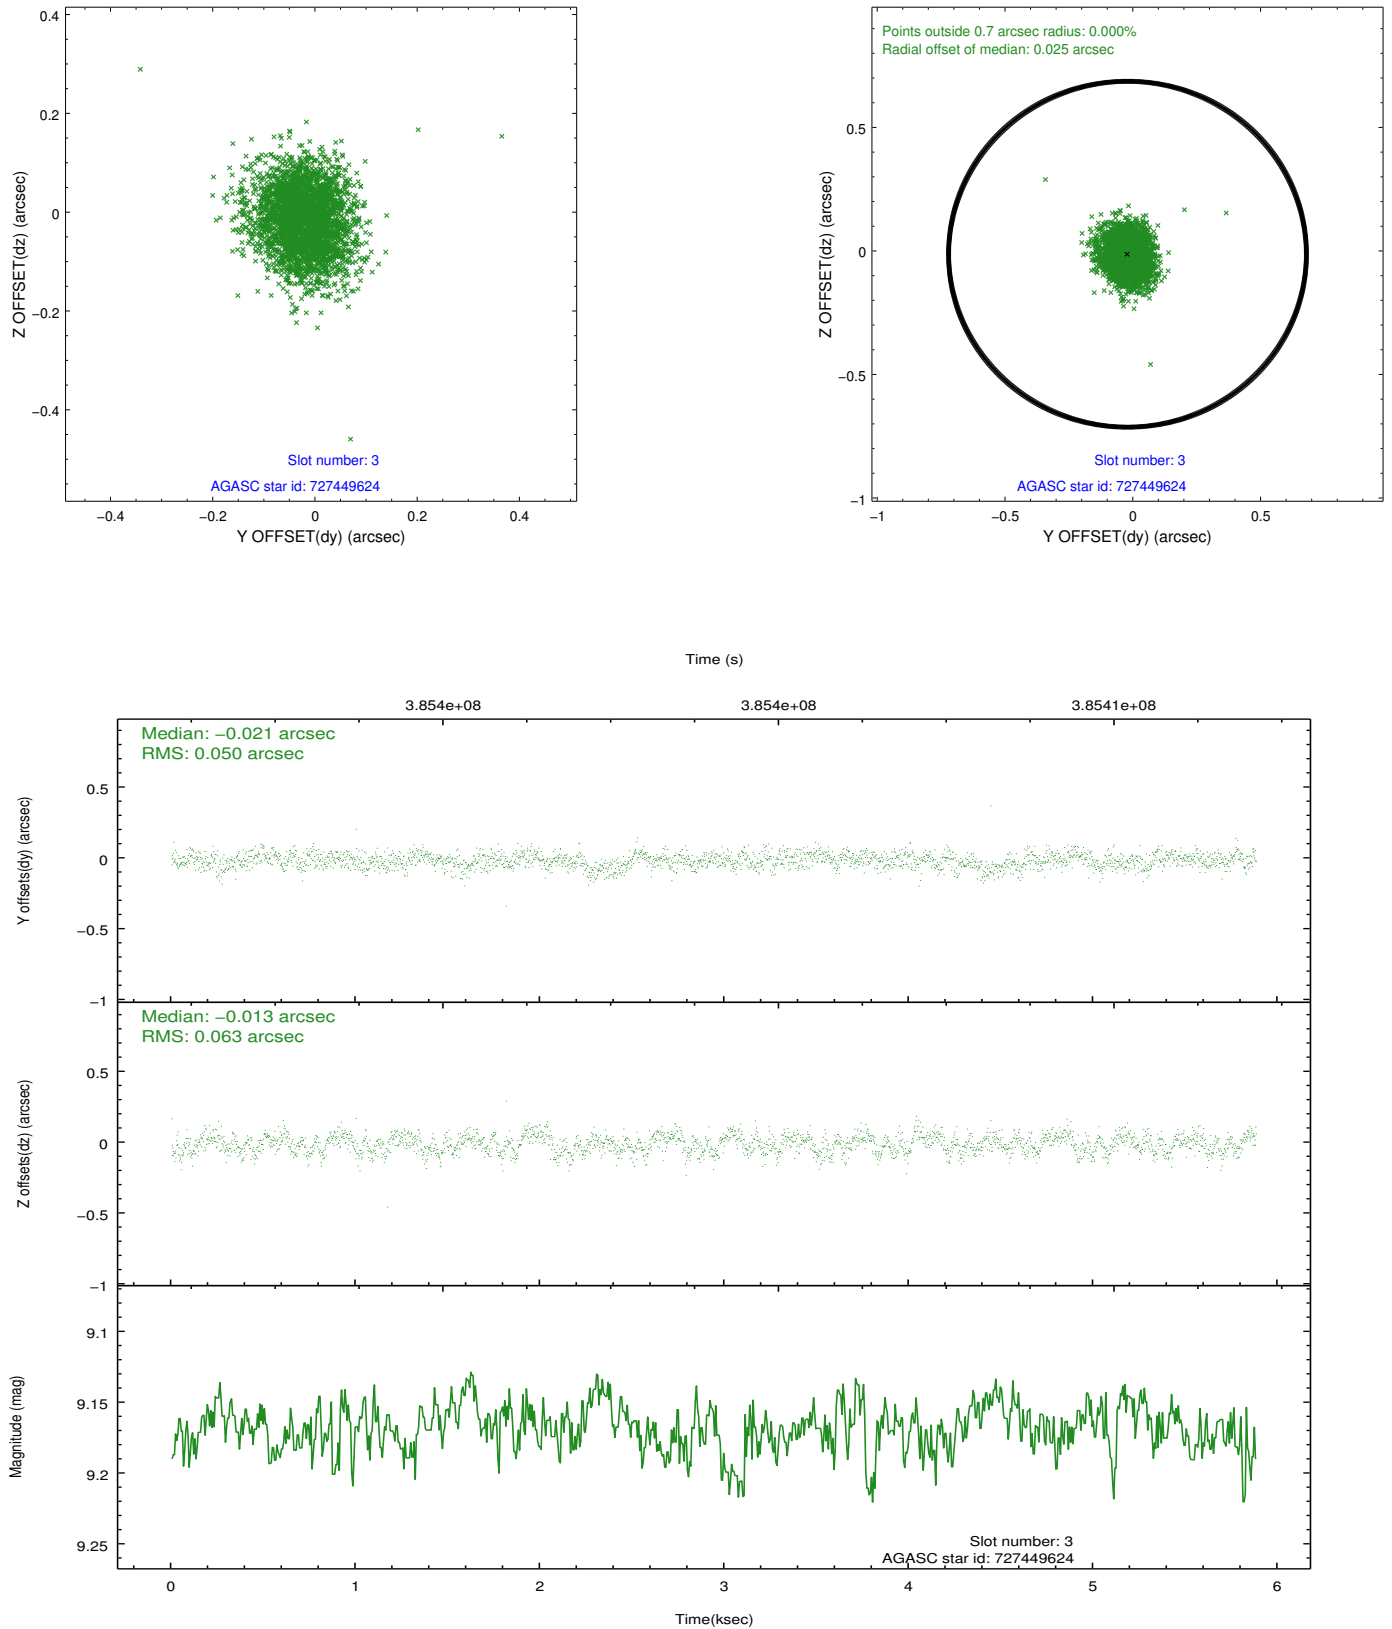 0.4
0.2
0
−0.2
−0.4
Z OFFSET(dz) (arcsec)
Slot number: 3
AGASC star id: 727449624
−0.4 −0.2 0 0.2 0.4
Y OFFSET(dy) (arcsec)
Points outside 0.7 arcsec radius: 0.000%
Radial offset of median: 0.025 arcsec
0.5
0
−0.5
−1
Z OFFSET(dz) (arcsec)
Slot number: 3
AGASC star id: 727449624
−1 −0.5 0 0.5
Y OFFSET(dy) (arcsec)
Time (s)
3.854e+08 3.854e+08 3.8541e+08
Median: −0.021 arcsec
RMS: 0.050 arcsec
0.5
0
−0.5
−1
Y offsets(dy) (arcsec)
Median: −0.013 arcsec
RMS: 0.063 arcsec
0.5
0
−0.5
−1
Z offsets(dz) (arcsec)
9.1
9.15
9.2
9.25
Magnitude (mag)
Slot number: 3
AGASC star id: 727449624
0 1 2 3 4 5 6
Time(ksec)